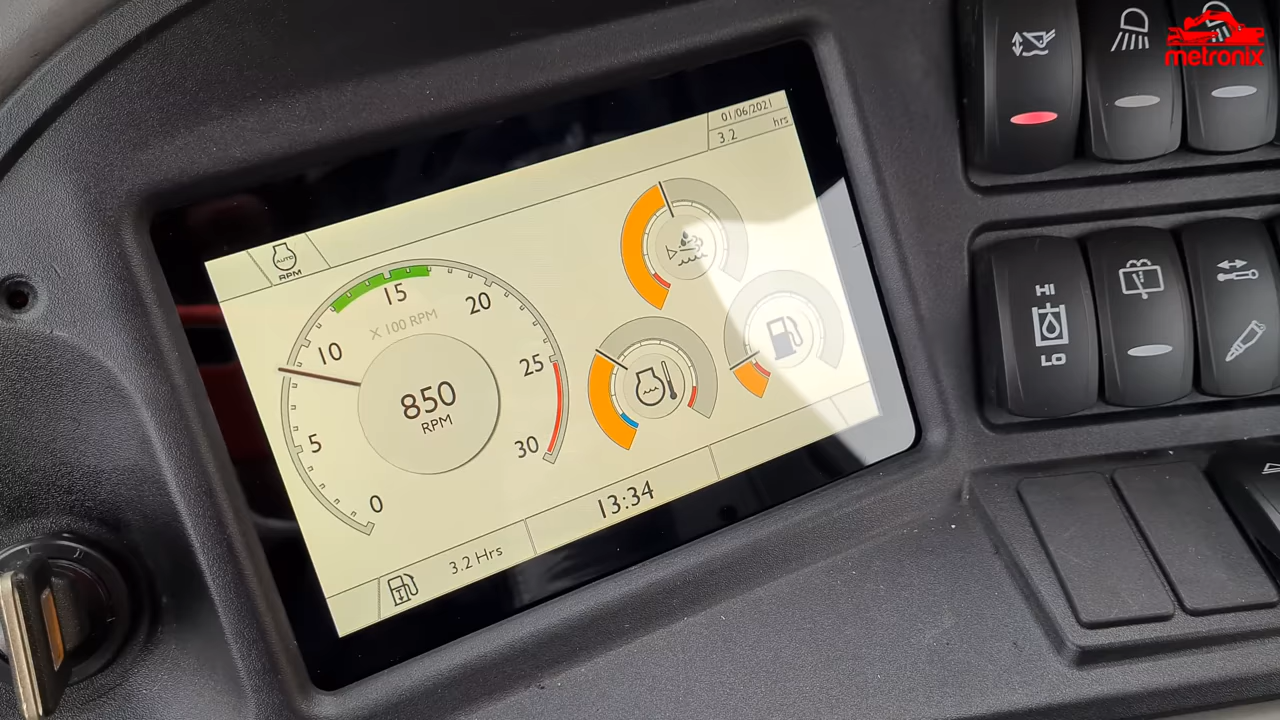 metronix
01/06/2021
3.2 hrs
AUTO
RPM
15
20
X 100 RPM
10
25
850
RPM
5
30
0
13:34
3.2 Hrs
HI
LO